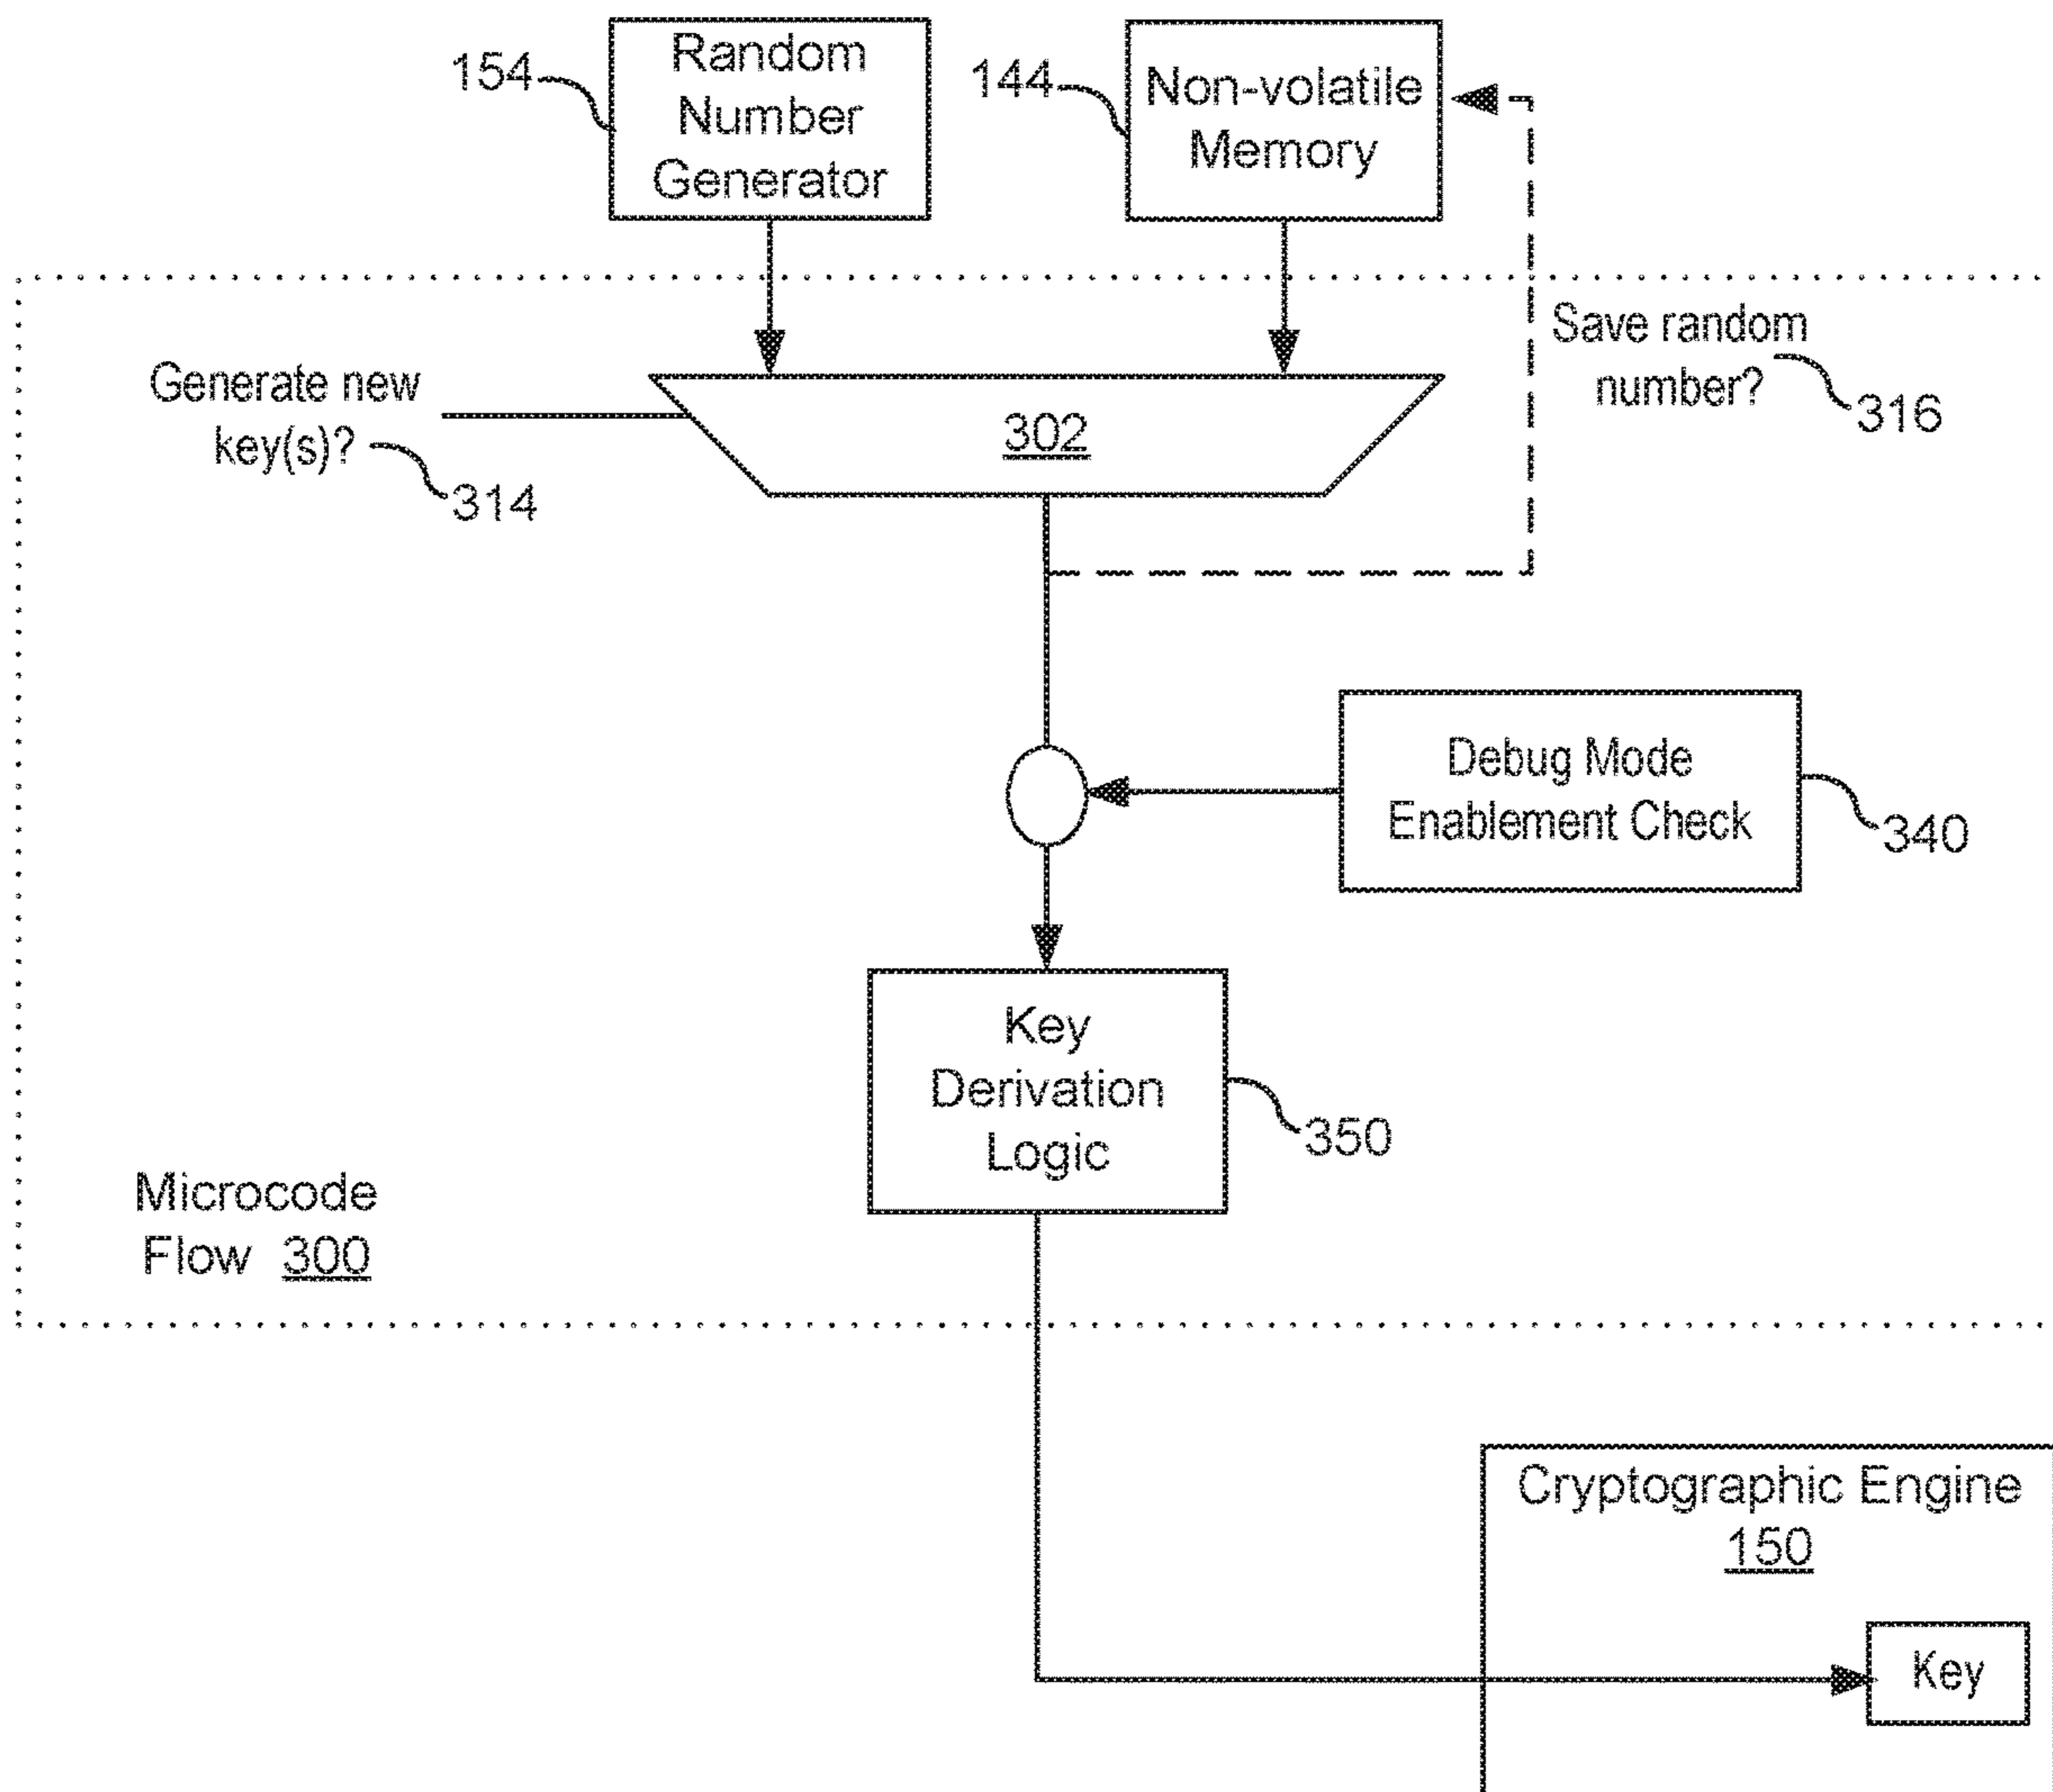 Random
Number
Generator
154
Non-volatile
Memory
144
Save random
number?
316
Generate new
key(s)?
314
302
Debug Mode
Enablement Check
340
Key
Derivation
Logic
350
Microcode
Flow 300
Cryptographic Engine
150
Key